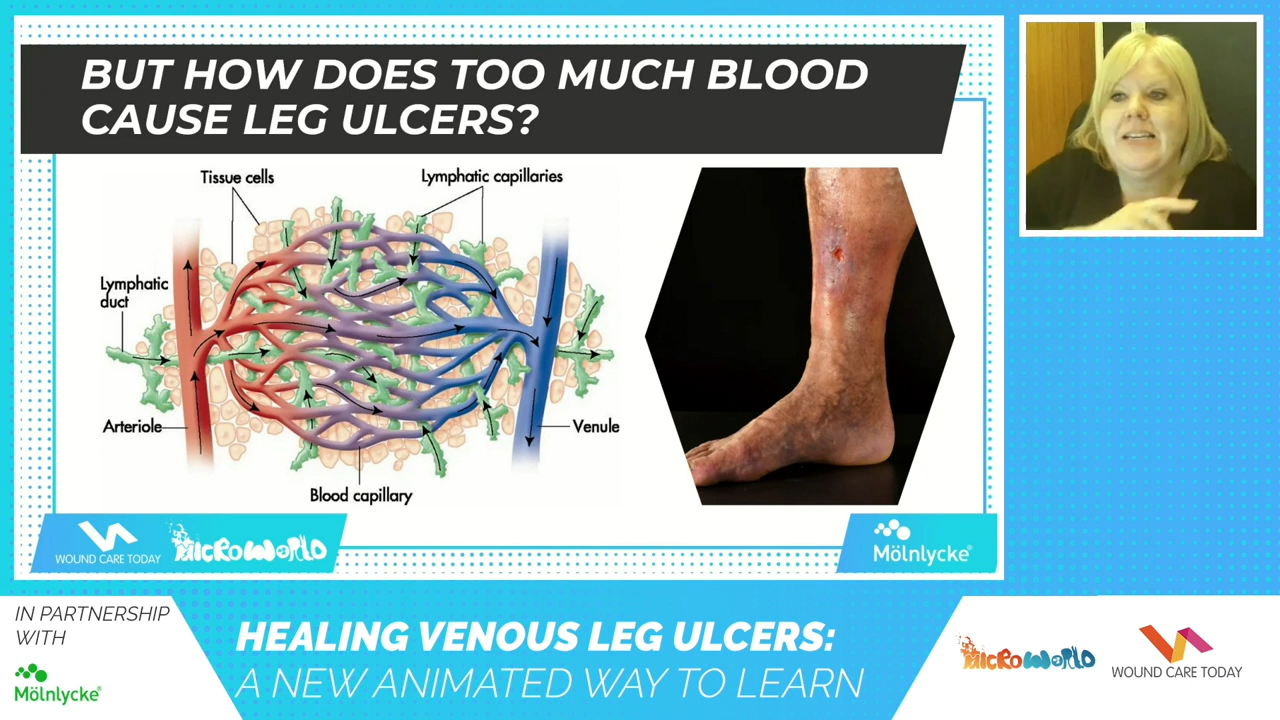 BUT HOW DOES TOO MUCH BLOOD
CAUSE LEG ULCERS?
Tissue cells
Lymphatic capillaries
Lymphatic
duct
Arteriole
Venule
Blood capillary
WOUND CARE TODAY
MICROWORLD
Mölnlycke®
IN PARTNERSHIP
WITH
Mölnlycke®
HEALING VENOUS LEG ULCERS:
A NEW ANIMATED WAY TO LEARN
MICROWORLD
WOUND CARE TODAY